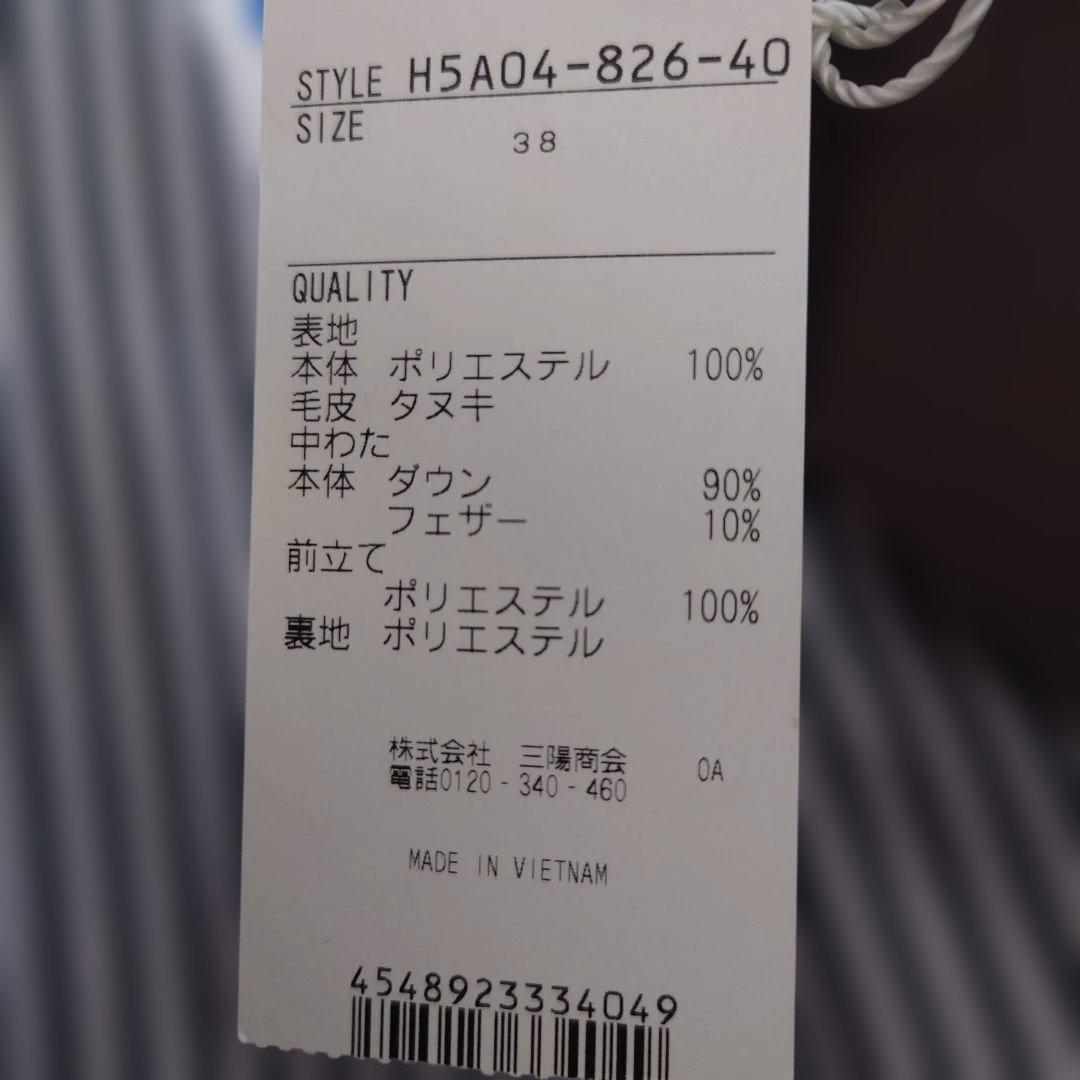 STYLE H5A04-826-40
SIZE
38
QUALITY
表地
本体 ポリエステル 100%
毛皮 タヌキ
中わた
本体 ダウン 90%
フェザー 10%
前立て
ポリエステル 100%
裏地 ポリエステル
株式会社 三陽商会 0A
電話0120-340-460
MADE IN VIETNAM
4548923334049